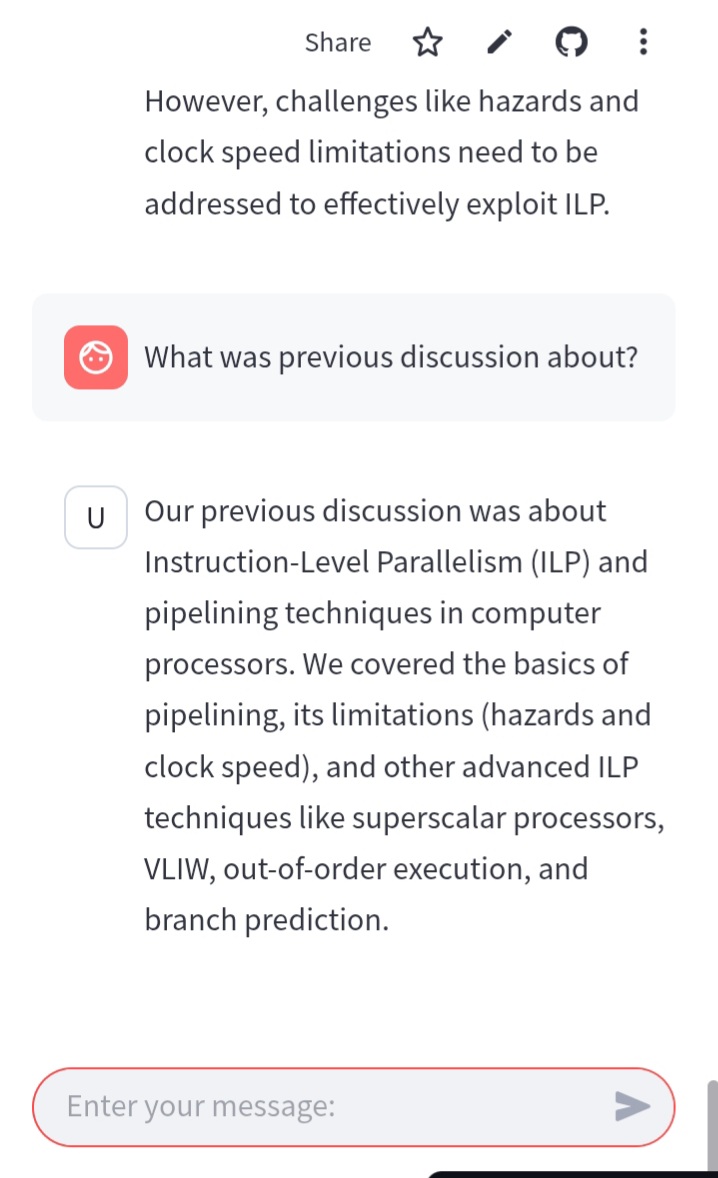 Share
However, challenges like hazards and
clock speed limitations need to be
addressed to effectively exploit ILP.
What was previous discussion about?
U
Our previous discussion was about
Instruction-Level Parallelism (ILP) and
pipelining techniques in computer
processors. We covered the basics of
pipelining, its limitations (hazards and
clock speed), and other advanced ILP
techniques like superscalar processors,
VLIW, out-of-order execution, and
branch prediction.
Enter your message: